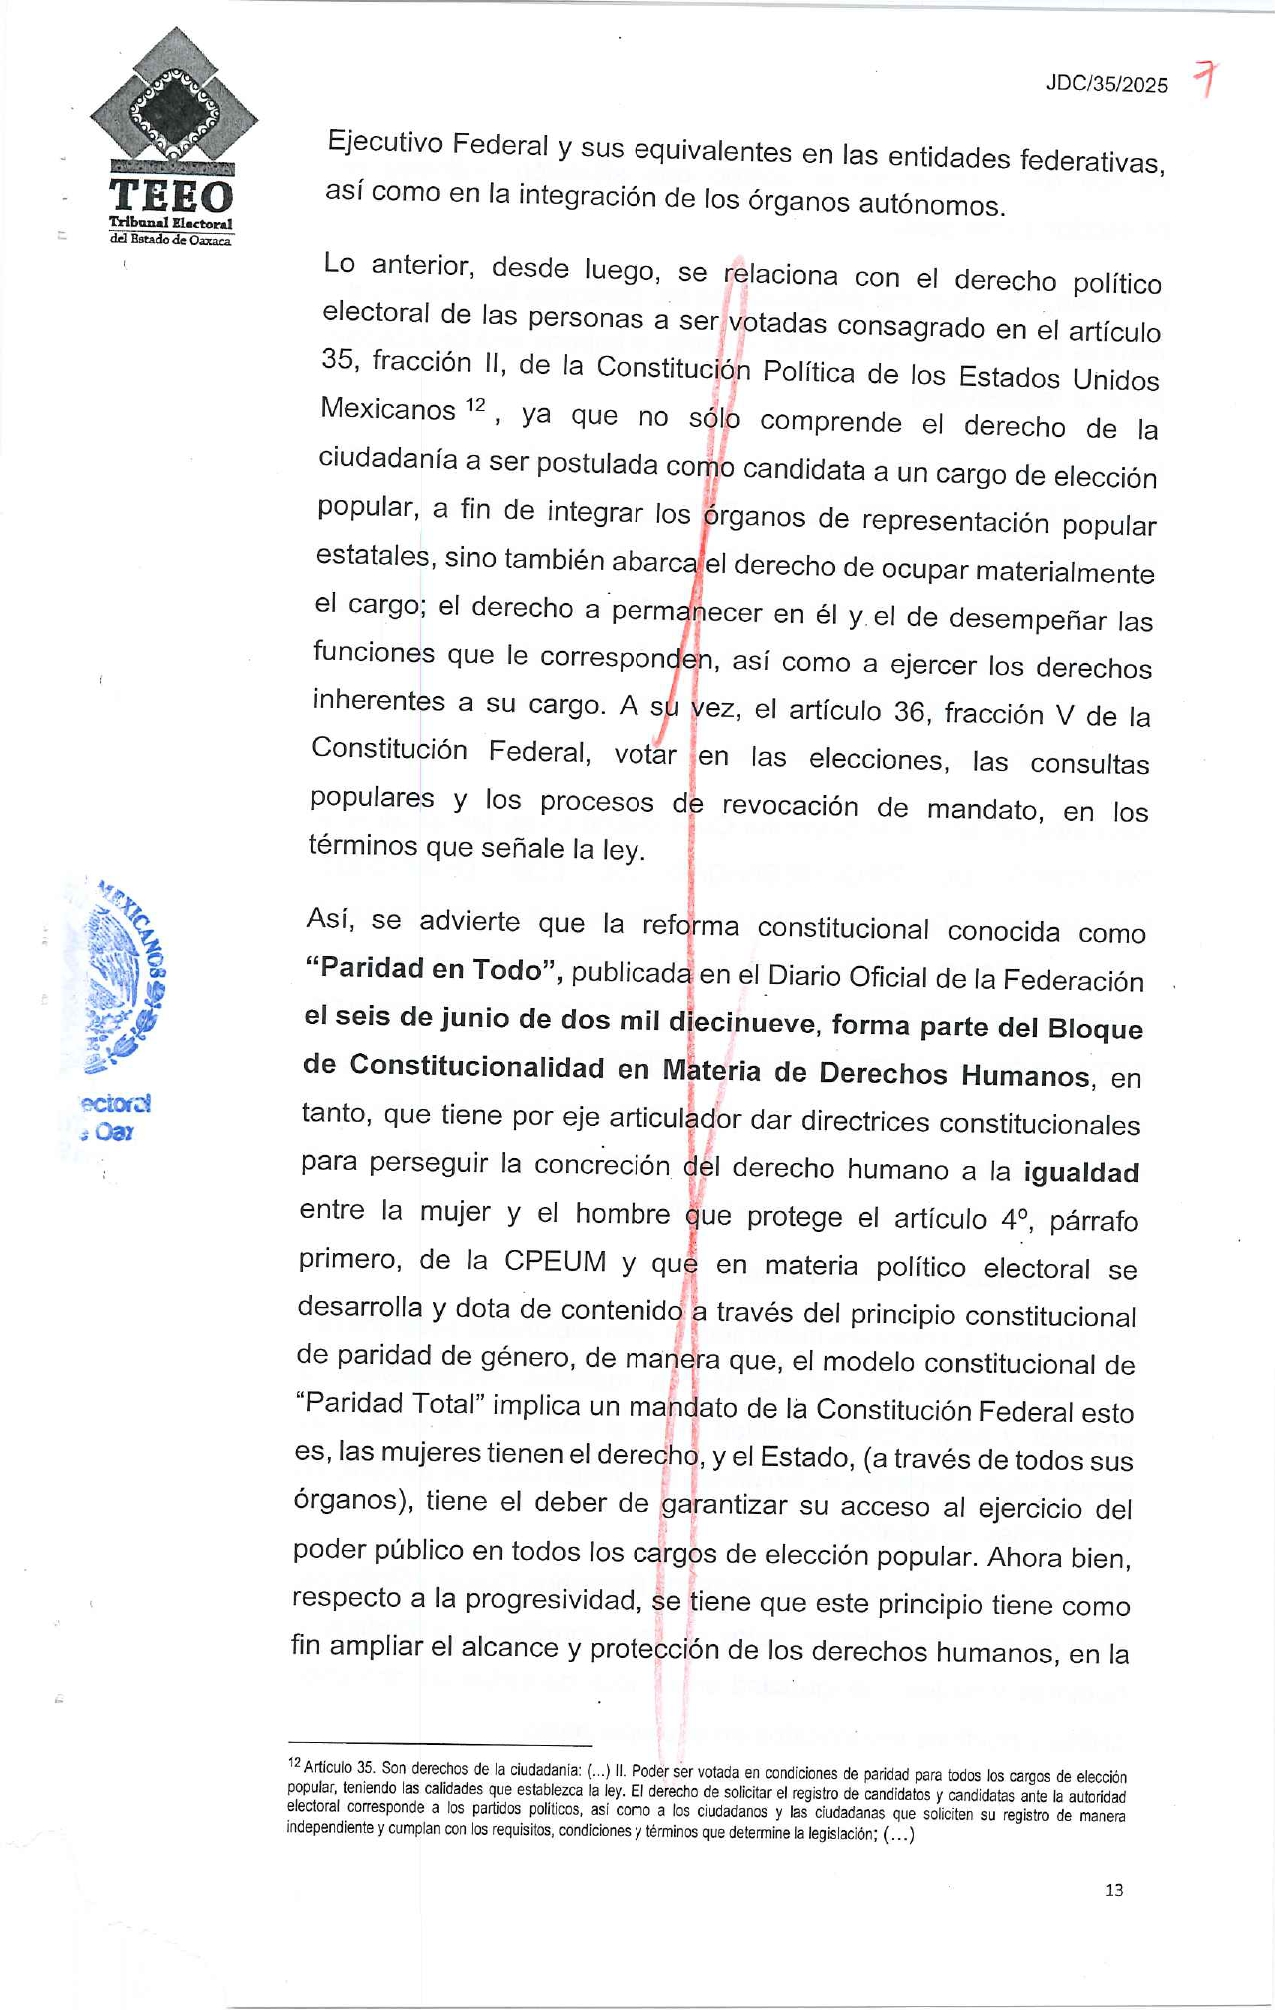 JDC/35/2025 7
TEEO
Tribunal Electoral
del Estado de Oaxaca
Ejecutivo Federal y sus equivalentes en las entidades federativas,
así como en la integración de los órganos autónomos.
Lo anterior, desde luego, se relaciona con el derecho político
electoral de las personas a ser votadas consagrado en el artículo
35, fracción II, de la Constitución Política de los Estados Unidos
Mexicanos 12 , ya que no sólo comprende el derecho de la
ciudadanía a ser postulada como candidata a un cargo de elección
popular, a fin de integrar los órganos de representación popular
estatales, sino también abarca el derecho de ocupar materialmente
el cargo; el derecho a permanecer en él y el de desempeñar las
funciones que le corresponden, así como a ejercer los derechos
inherentes a su cargo. A su vez, el artículo 36, fracción V de la
Constitución Federal, votar en las elecciones, las consultas
populares y los procesos de revocación de mandato, en los
términos que señale la ley.
Así, se advierte que la reforma constitucional conocida como
“Paridad en Todo”, publicada en el Diario Oficial de la Federación
el seis de junio de dos mil diecinueve, forma parte del Bloque
de Constitucionalidad en Materia de Derechos Humanos, en
tanto, que tiene por eje articulador dar directrices constitucionales
para perseguir la concreción del derecho humano a la igualdad
entre la mujer y el hombre que protege el artículo 4º, párrafo
primero, de la CPEUM y que en materia político electoral se
desarrolla y dota de contenido a través del principio constitucional
de paridad de género, de manera que, el modelo constitucional de
“Paridad Total” implica un mandato de la Constitución Federal esto
es, las mujeres tienen el derecho, y el Estado, (a través de todos sus
órganos), tiene el deber de garantizar su acceso al ejercicio del
poder público en todos los cargos de elección popular. Ahora bien,
respecto a la progresividad, se tiene que este principio tiene como
fin ampliar el alcance y protección de los derechos humanos, en la
MEXICANOS
ectoral
e Oax
12 Artículo 35. Son derechos de la ciudadanía: (...) II. Poder ser votada en condiciones de paridad para todos los cargos de elección
popular, teniendo las calidades que establezca la ley. El derecho de solicitar el registro de candidatos y candidatas ante la autoridad
electoral corresponde a los partidos políticos, así como a los ciudadanos y las ciudadanas que soliciten su registro de manera
independiente y cumplan con los requisitos, condiciones y términos que determine la legislación; (...)
13